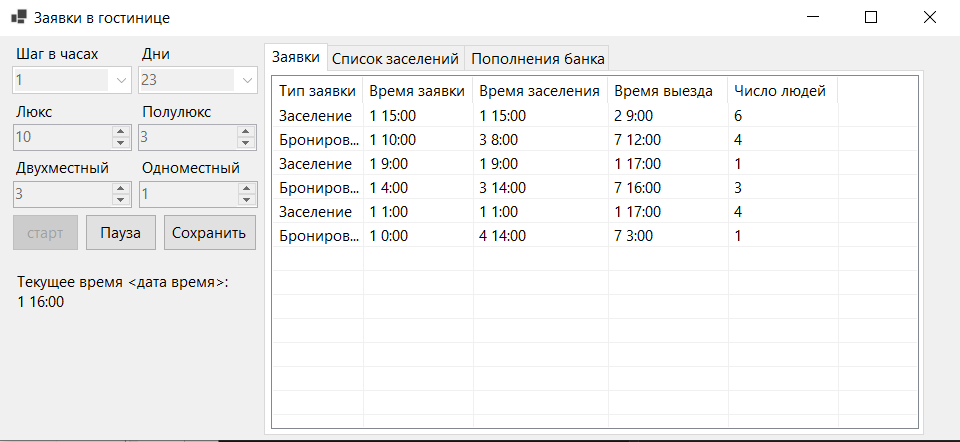 Заявки в гостинице
Шаг в часах Дни
1 23
Люкс Полулюкс
10 3
Двухместный Одноместный
3 1
старт Пауза Сохранить
Текущее время <дата время>:
1 16:00
Заявки Список заселений Пополнения банка
Тип заявки Время заявки Время заселения Время выезда Число людей
Заселение 1 15:00 1 15:00 2 9:00 6
Брониров... 1 10:00 3 8:00 7 12:00 4
Заселение 1 9:00 1 9:00 1 17:00 1
Брониров... 1 4:00 3 14:00 7 16:00 3
Заселение 1 1:00 1 1:00 1 17:00 4
Брониров... 1 0:00 4 14:00 7 3:00 1